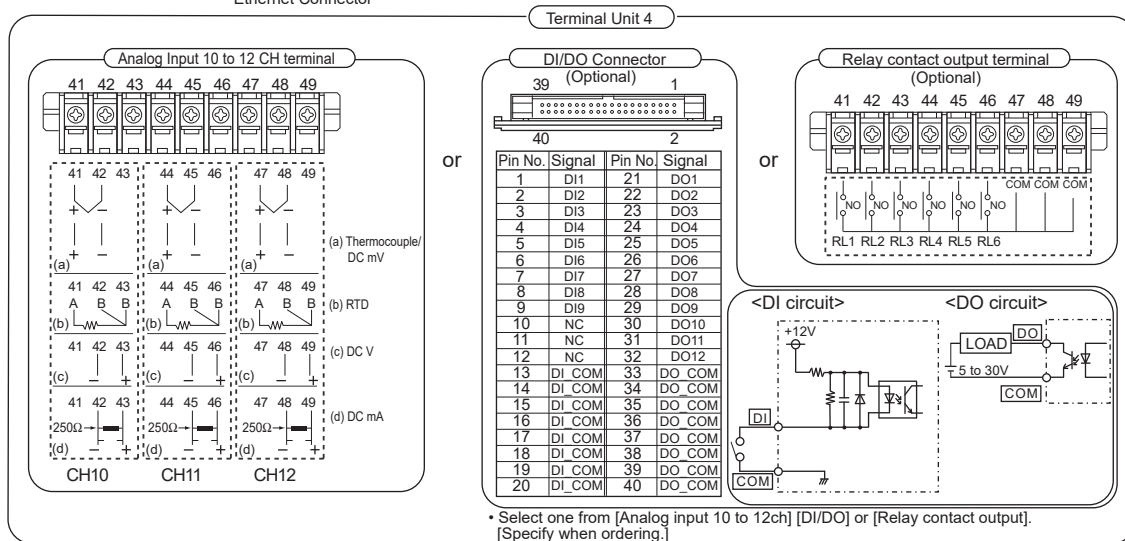 Ethernet Connector
Terminal Unit 4
Analog Input 10 to 12 CH terminal
41 42 43 44 45 46 47 48 49
41 42 43 44 45 46 47 48 49
+ − + − + −
+ − + − + −
(a) (a) (a)
(a) Thermocouple/
DC mV
41 42 43 44 45 46 47 48 49
A B B A B B A B B
(b) (b) (b)
(b) RTD
41 42 43 44 45 46 47 48 49
(c) − + (c) − + (c) − +
(c) DC V
41 42 43 44 45 46 47 48 49
250Ω 250Ω 250Ω
(d) − + (d) − + (d) − +
(d) DC mA
CH10 CH11 CH12
or
DI/DO Connector
(Optional)
39 1
40 2
Pin No. Signal Pin No. Signal
1 DI1 21 DO1
2 DI2 22 DO2
3 DI3 23 DO3
4 DI4 24 DO4
5 DI5 25 DO5
6 DI6 26 DO6
7 DI7 27 DO7
8 DI8 28 DO8
9 DI9 29 DO9
10 NC 30 DO10
11 NC 31 DO11
12 NC 32 DO12
13 DI_COM 33 DO_COM
14 DI_COM 34 DO_COM
15 DI_COM 35 DO_COM
16 DI_COM 36 DO_COM
17 DI_COM 37 DO_COM
18 DI_COM 38 DO_COM
19 DI_COM 39 DO_COM
20 DI_COM 40 DO_COM
or
Relay contact output terminal
(Optional)
41 42 43 44 45 46 47 48 49
COM COM COM
NO NO NO NO NO NO
RL1 RL2 RL3 RL4 RL5 RL6
<DI circuit>
+12V
DI
COM
<DO circuit>
LOAD
DO
5 to 30V
COM
• Select one from [Analog input 10 to 12ch] [DI/DO] or [Relay contact output].
[Specify when ordering.]